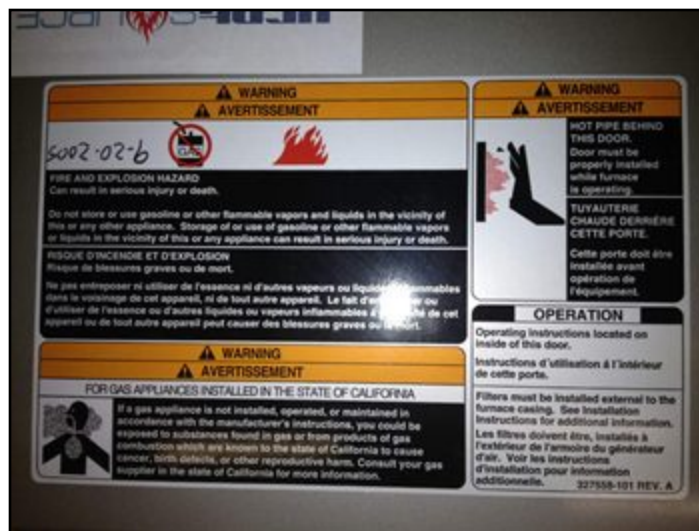 WARNING
AVERTISSEMENT
9-20-2005
GAS
FIRE AND EXPLOSION HAZARD
Can result in serious injury or death.
Do not store or use gasoline or other flammable vapors and liquids in the vicinity of
this or any other appliance. Storage of or use of gasoline or other flammable vapors
or liquids in the vicinity of this or any appliance can result in serious injury or death.
RISQUE D'INCENDIE ET D'EXPLOSION
Risque de blessures graves ou de mort.
Ne pas entreposer ni utiliser de l'essence ni d'autres vapeurs ou liquides inflammables
dans le voisinage de cet appareil, ni de tout autre appareil. Le fait ou
d'utiliser de l'essence ou d'autres liquides ou vapeurs inflammables à de cet
appareil ou de tout autre appareil peut causer des blessures graves ou la mort.
WARNING
AVERTISSEMENT
FOR GAS APPLIANCES INSTALLED IN THE STATE OF CALIFORNIA
If a gas appliance is not installed, operated, or maintained in
accordance with the manufacturer's instructions, you could be
exposed to substances found in gas or from products of gas
combustion which are known to the state of California to cause
cancer, birth defects, or other reproductive harm. Consult your gas
supplier in the state of California for more information.
WARNING
AVERTISSEMENT
HOT PIPE BEHIND
THIS DOOR.
Door must be
properly installed
while furnace
is operating.
TUYAUTERIE
CHAUDE DERRIÈRE
CETTE PORTE.
Cette porte doit être
installée avant
opération de
l'équipement.
OPERATION
Operating instructions located on
inside of this door.
Instructions d'utilisation á l'intérieur
de cette porte.
Filters must be installed external to the
furnace casing. See Installation
Instructions for additional information.
Les filtres doivent être, installés à
l'extérieur de l'armoire du générateur
d'air. Voir les instructions
d'installation pour information
additionnelle.
327558-101 REV. A